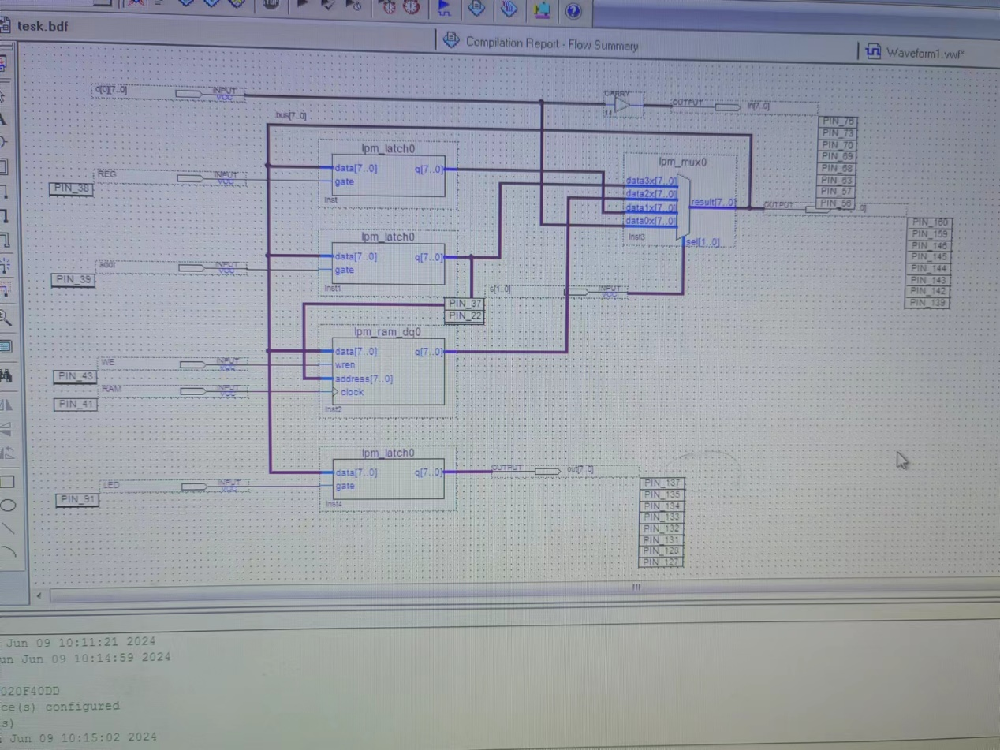 tesk.bdf
Compilation Report - Flow Summary
Waveform1.vwf*
d[0][7..0]
INPUT
VCC
CARRY
14
OUTPUT
in[7..0]
bus[7..0]
PIN_76
PIN_73
PIN_70
PIN_69
PIN_68
PIN_63
PIN_57
PIN_56
lpm_latch0
data[7..0]
q[7..0]
gate
inst
REG
INPUT
VCC
PIN_38
lpm_mux0
data3x[7..0]
data2x[7..0]
data1x[7..0]
data0x[7..0]
result[7..0]
sel[1..0]
inst3
OUTPUT
PIN_160
PIN_159
PIN_146
PIN_145
PIN_144
PIN_143
PIN_142
PIN_139
lpm_latch0
data[7..0]
q[7..0]
gate
inst1
addr
INPUT
VCC
PIN_39
s[1..0]
INPUT
VCC
PIN_37
PIN_22
lpm_ram_dq0
data[7..0]
q[7..0]
wren
address[7..0]
clock
inst2
WE
INPUT
VCC
PIN_43
RAM
INPUT
VCC
PIN_41
lpm_latch0
data[7..0]
q[7..0]
gate
inst4
LED
INPUT
VCC
PIN_91
OUTPUT
out[7..0]
PIN_137
PIN_135
PIN_134
PIN_133
PIN_132
PIN_131
PIN_128
PIN_127
Jun 09 10:11:21 2024
un Jun 09 10:14:59 2024
020F40DD
ce(s) configured
s)
Jun 09 10:15:02 2024